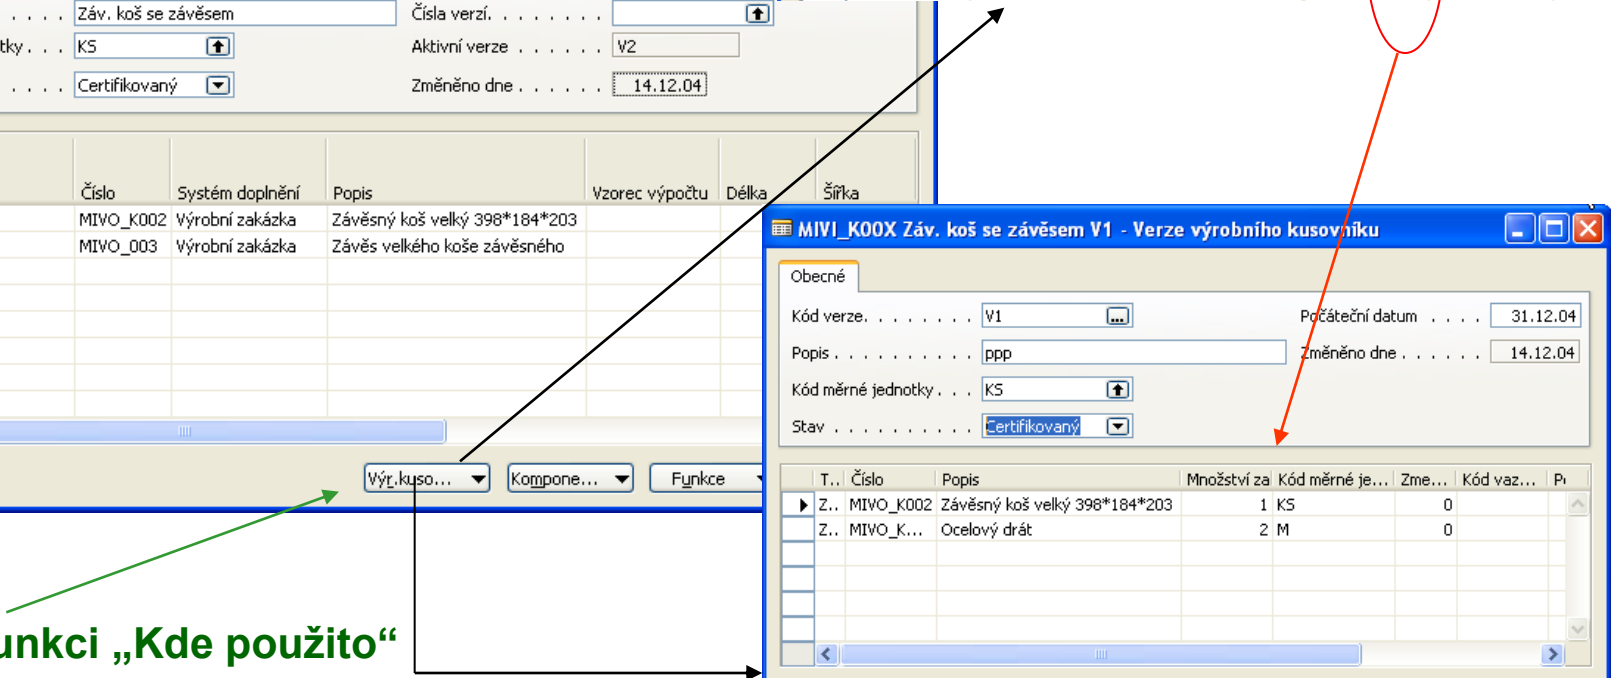 . . . . Záv. koš se závěsem Čísla verzí. . . . . . . .
tky . . . KS Aktivní verze . . . . . . V2
. . . . Certifikovaný Změněno dne . . . . . . 14.12.04
Číslo Systém doplnění Popis Vzorec výpočtu Délka Šířka
MIVO_K002 Výrobní zakázka Závěsný koš velký 398*184*203
MIVO_003 Výrobní zakázka Závěs velkého koše závěsného
Výr.kuso... Kompone... Funkce
unkci „Kde použito“
MIVI_K00X Záv. koš se závěsem V1 - Verze výrobního kusovníku
Obecné
Kód verze. . . . . . . . V1 Počáteční datum . . . . 31.12.04
Popis . . . . . . . . . . ppp Změněno dne . . . . . . 14.12.04
Kód měrné jednotky . . . KS
Stav . . . . . . . . . . Certifikovaný
T.. Číslo Popis Množství za Kód měrné je... Zme... Kód vaz...
Z.. MIVO_K002 Závěsný koš velký 398*184*203 1 KS 0
Z.. MIVO_K... Ocelový drát 2 M 0